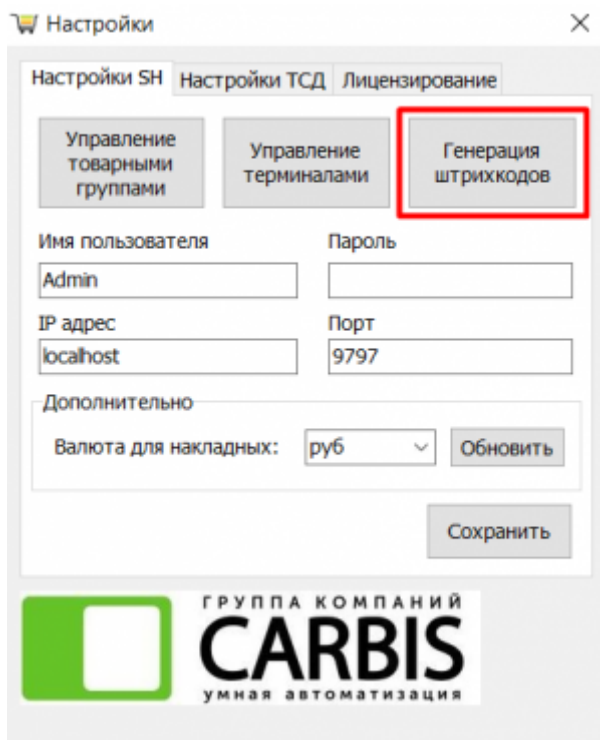 Настройки
Настройки SH Настройки ТСД Лицензирование
Управление
товарными
группами
Управление
терминалами
Генерация
штрихкодов
Имя пользователя
Пароль
Admin
IP адрес
Порт
localhost
9797
Дополнительно
Валюта для накладных: руб Обновить
Сохранить
ГРУППА КОМПАНИЙ
CARBIS
умная автоматизация